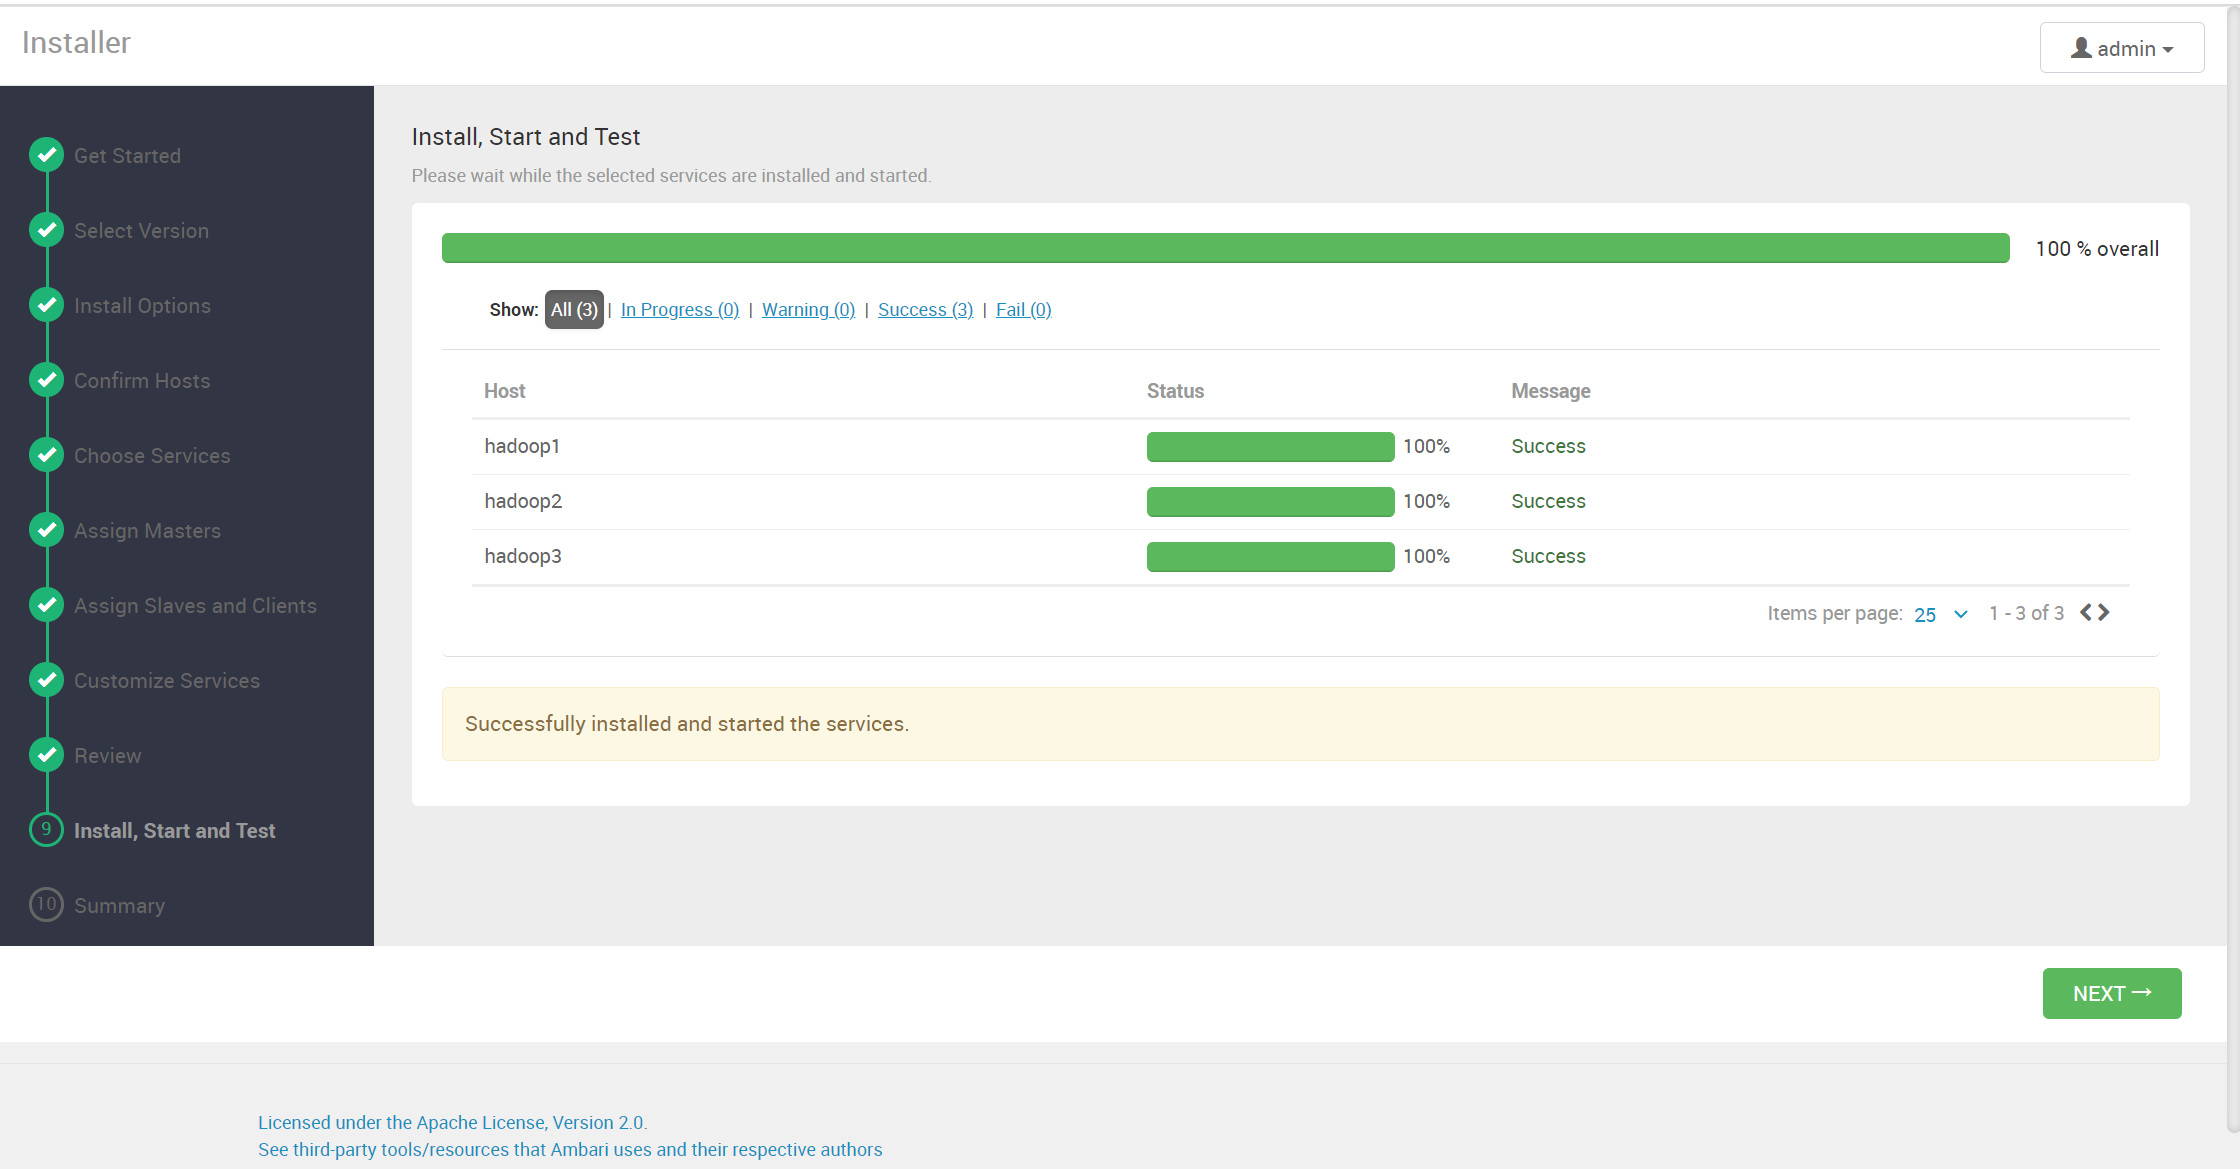 Installer
admin
Get Started
Select Version
Install Options
Confirm Hosts
Choose Services
Assign Masters
Assign Slaves and Clients
Customize Services
Review
9 Install, Start and Test
10 Summary
Install, Start and Test
Please wait while the selected services are installed and started.
100 % overall
Show: All (3) | In Progress (0) | Warning (0) | Success (3) | Fail (0)
Host Status Message
hadoop1 100% Success
hadoop2 100% Success
hadoop3 100% Success
Items per page: 25 1 - 3 of 3
Successfully installed and started the services.
NEXT →
Licensed under the Apache License, Version 2.0.
See third-party tools/resources that Ambari uses and their respective authors